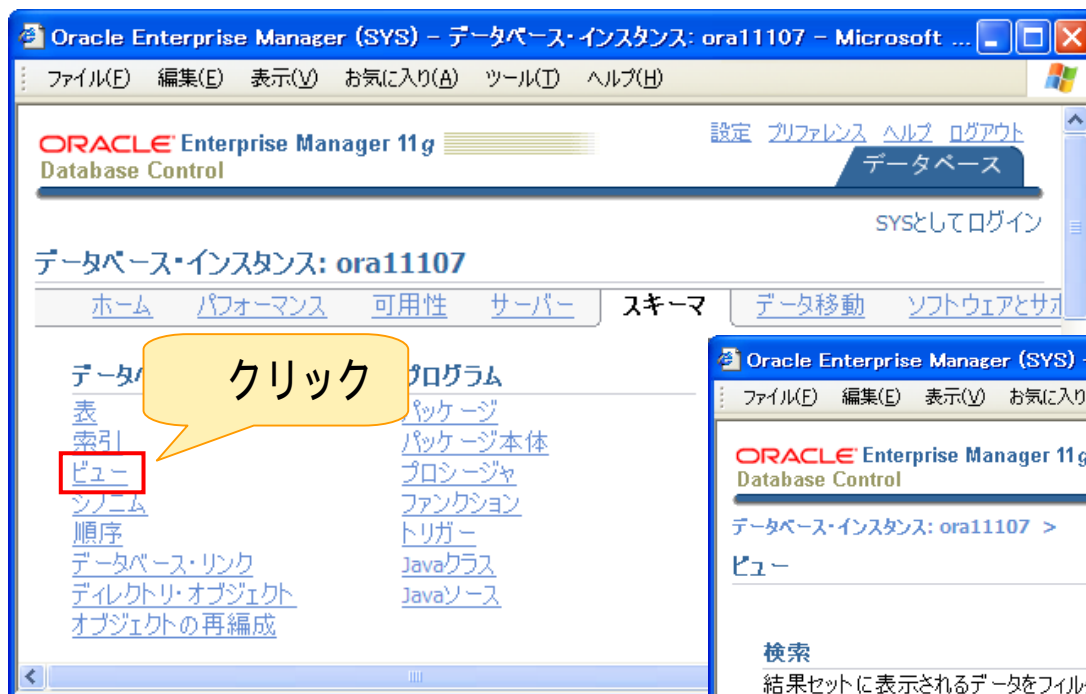 Oracle Enterprise Manager (SYS) - データベース・インスタンス: ora11107 - Microsoft ...
ファイル(F) 編集(E) 表示(V) お気に入り(A) ツール(T) ヘルプ(H)
設定 プリファレンス ヘルプ ログアウト
ORACLE Enterprise Manager 11g
Database Control
データベース
SYSとしてログイン
データベース・インスタンス: ora11107
ホーム パフォーマンス 可用性 サーバー スキーマ データ移動 ソフトウェアとサポ
クリック
データ
表
索引
ビュー
シノニム
順序
データベース・リンク
ディレクトリ・オブジェクト
オブジェクトの再編成
プログラム
パッケージ
パッケージ本体
プロシージャ
ファンクション
トリガー
Javaクラス
Javaソース
Oracle Enterprise Manager (SYS) -
ファイル(F) 編集(E) 表示(V) お気に入り
ORACLE Enterprise Manager 11g
Database Control
データベース・インスタンス: ora11107 >
ビュー
検索
結果セットに表示されるデータをフィル